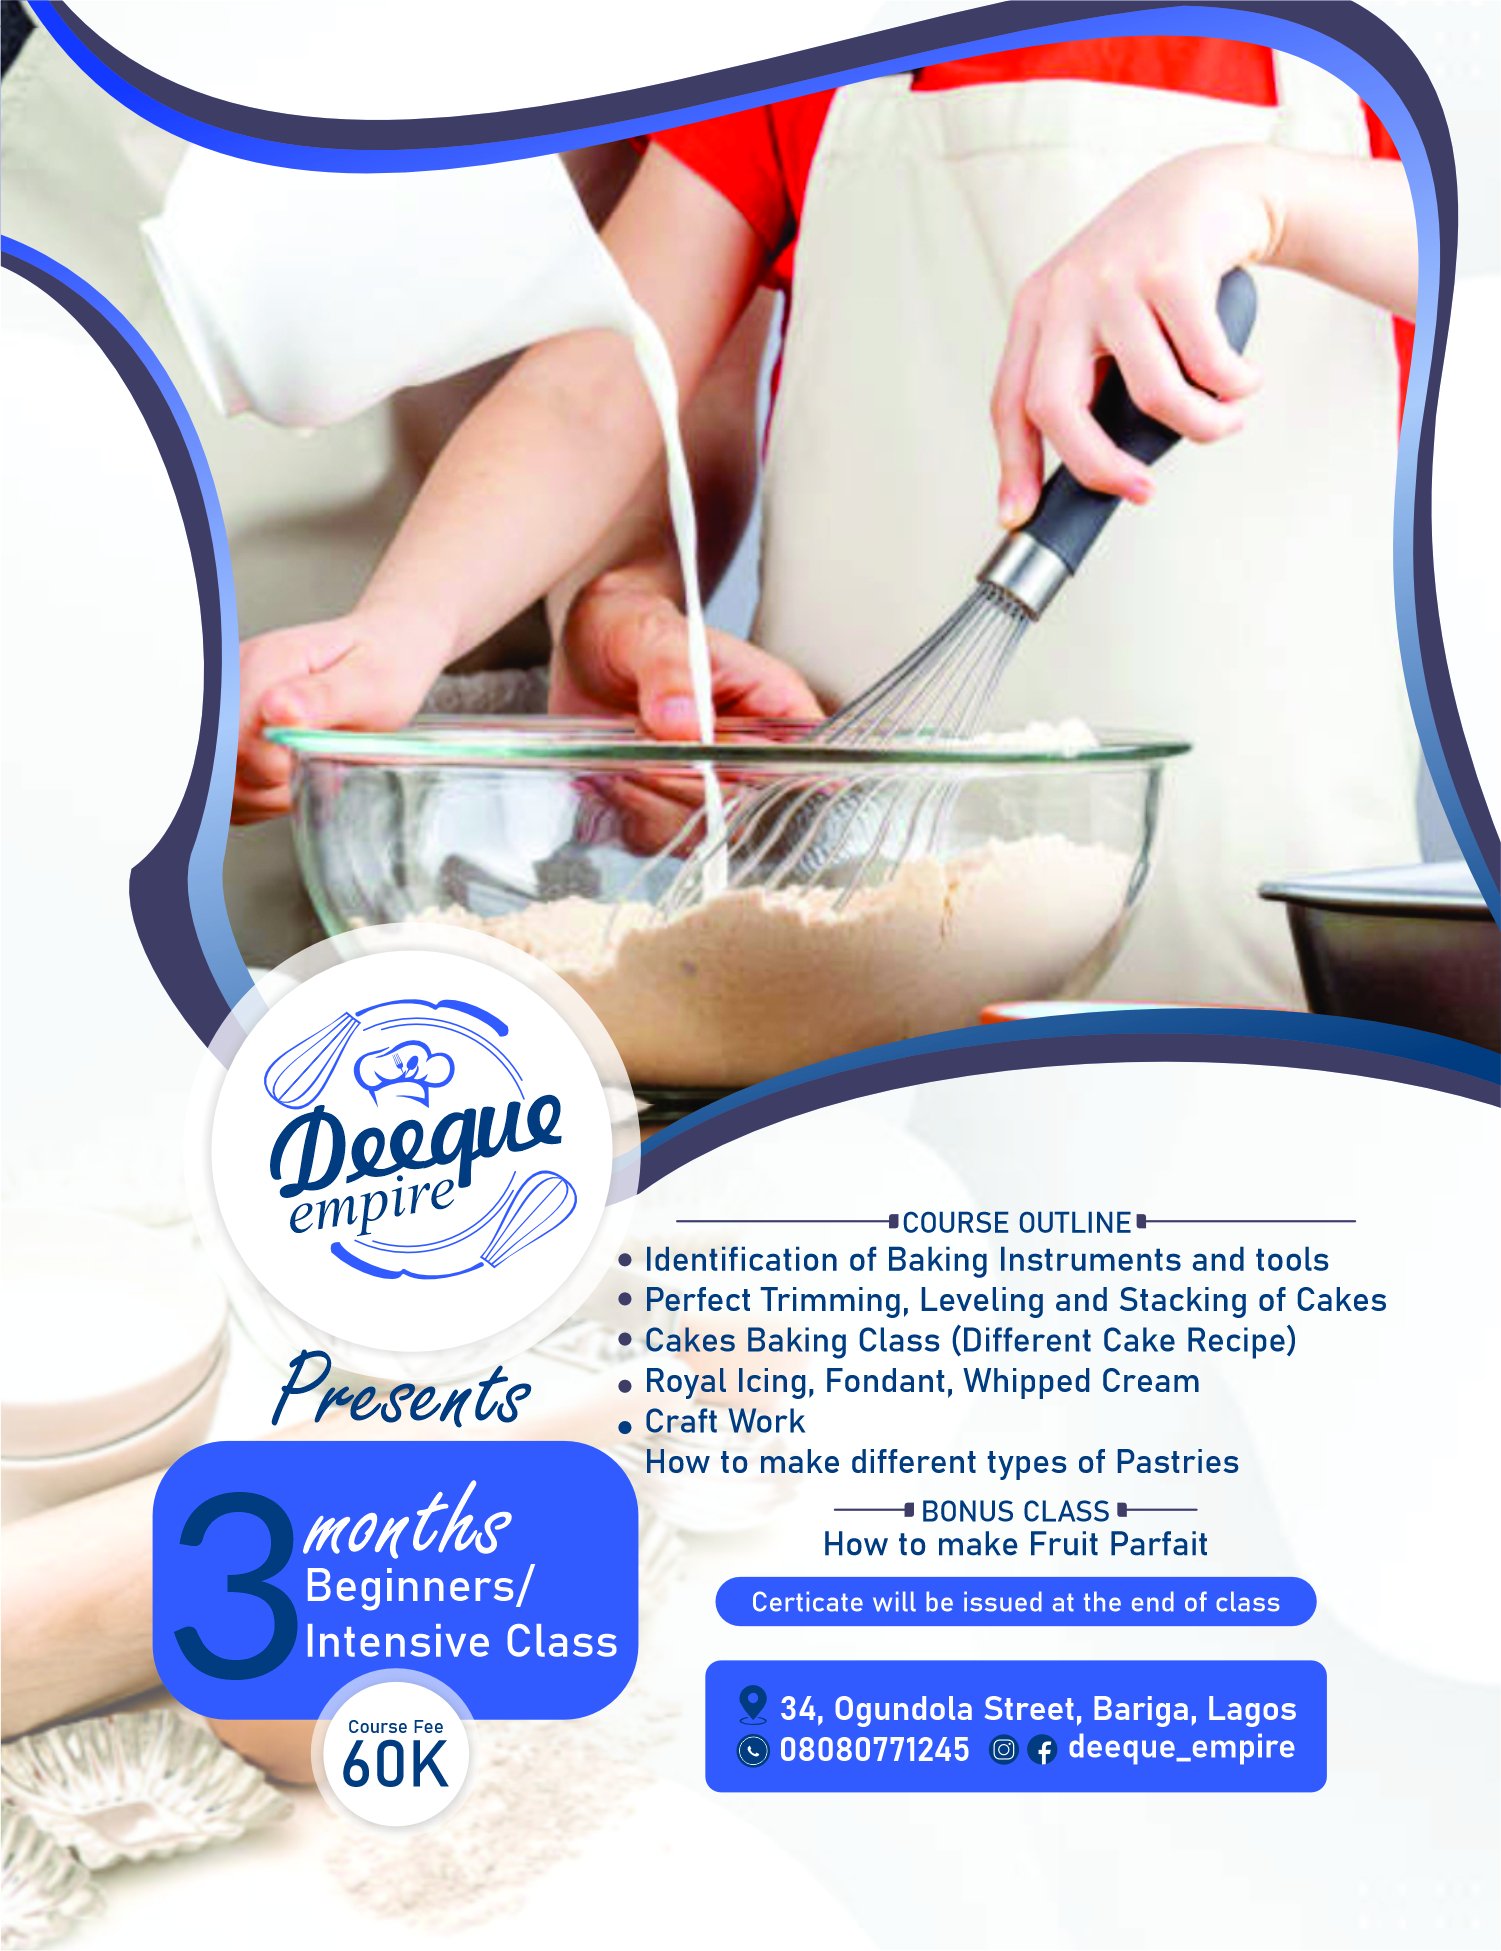 Deeque
empire
Presents
3 months
Beginners/
Intensive Class
Course Fee
60K
COURSE OUTLINE
• Identification of Baking Instruments and tools
• Perfect Trimming, Leveling and Stacking of Cakes
• Cakes Baking Class (Different Cake Recipe)
• Royal Icing, Fondant, Whipped Cream
• Craft Work
How to make different types of Pastries
BONUS CLASS
How to make Fruit Parfait
Certicate will be issued at the end of class
34, Ogundola Street, Bariga, Lagos
08080771245 deeque_empire